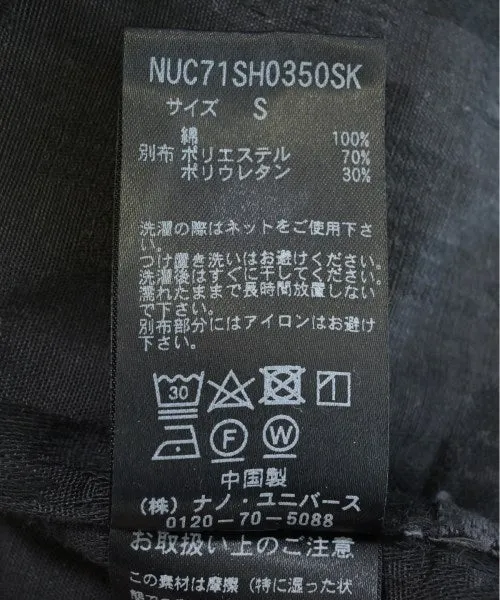 NUC71SH0350SK
サイズ S
綿 100%
別布 ポリエステル 70%
ポリウレタン 30%
洗濯の際はネットをご使用下さ
い。
つけ置き洗いはお避けください。
洗濯後はすぐに干してください。
濡れたままで長時間放置しない
で下さい。
別布部分にはアイロンはお避け
下さい。
30
F W
中国製
(株) ナノ・ユニバース
0120-70-5088
お取扱い上のご注意
この素材は摩擦 (特に湿った状